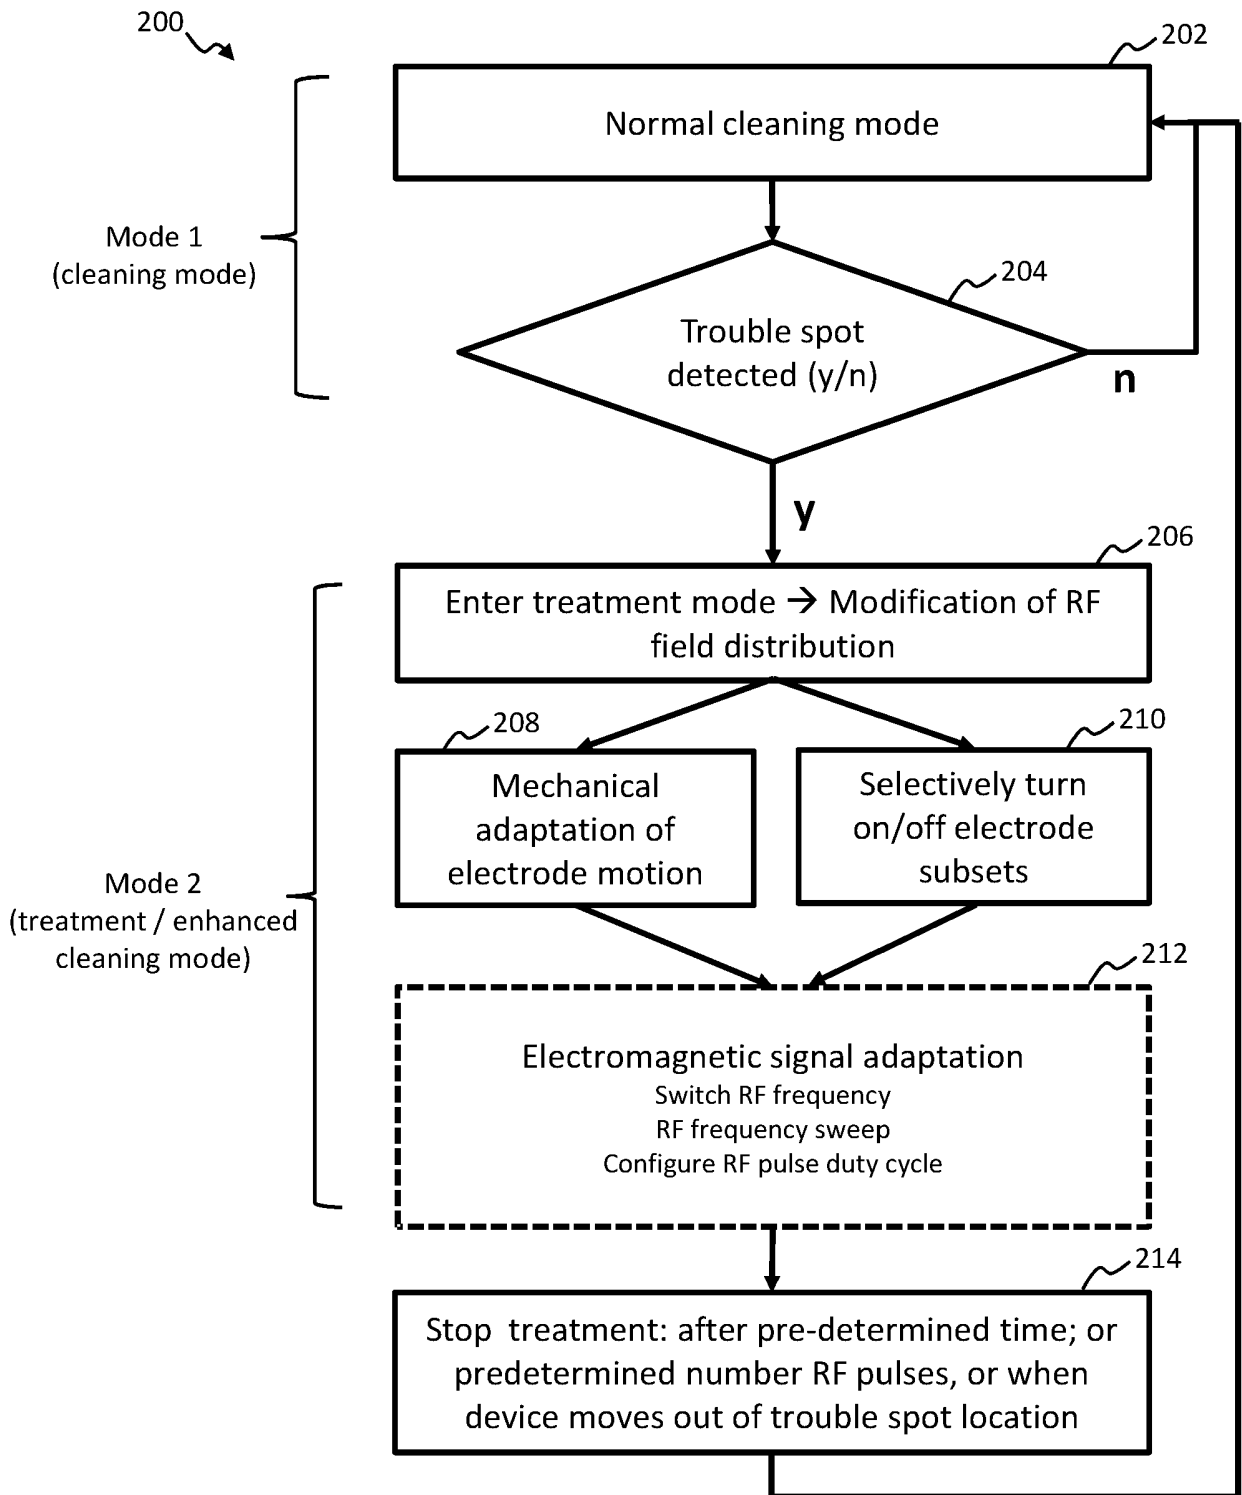 200
202
Normal cleaning mode
Mode 1
(cleaning mode)
204
Trouble spot
detected (y/n)
n
y
206
Enter treatment mode → Modification of RF
field distribution
208
Mechanical
adaptation of
electrode motion
210
Selectively turn
on/off electrode
subsets
Mode 2
(treatment / enhanced
cleaning mode)
212
Electromagnetic signal adaptation
Switch RF frequency
RF frequency sweep
Configure RF pulse duty cycle
214
Stop treatment: after pre-determined time; or
predetermined number RF pulses, or when
device moves out of trouble spot location